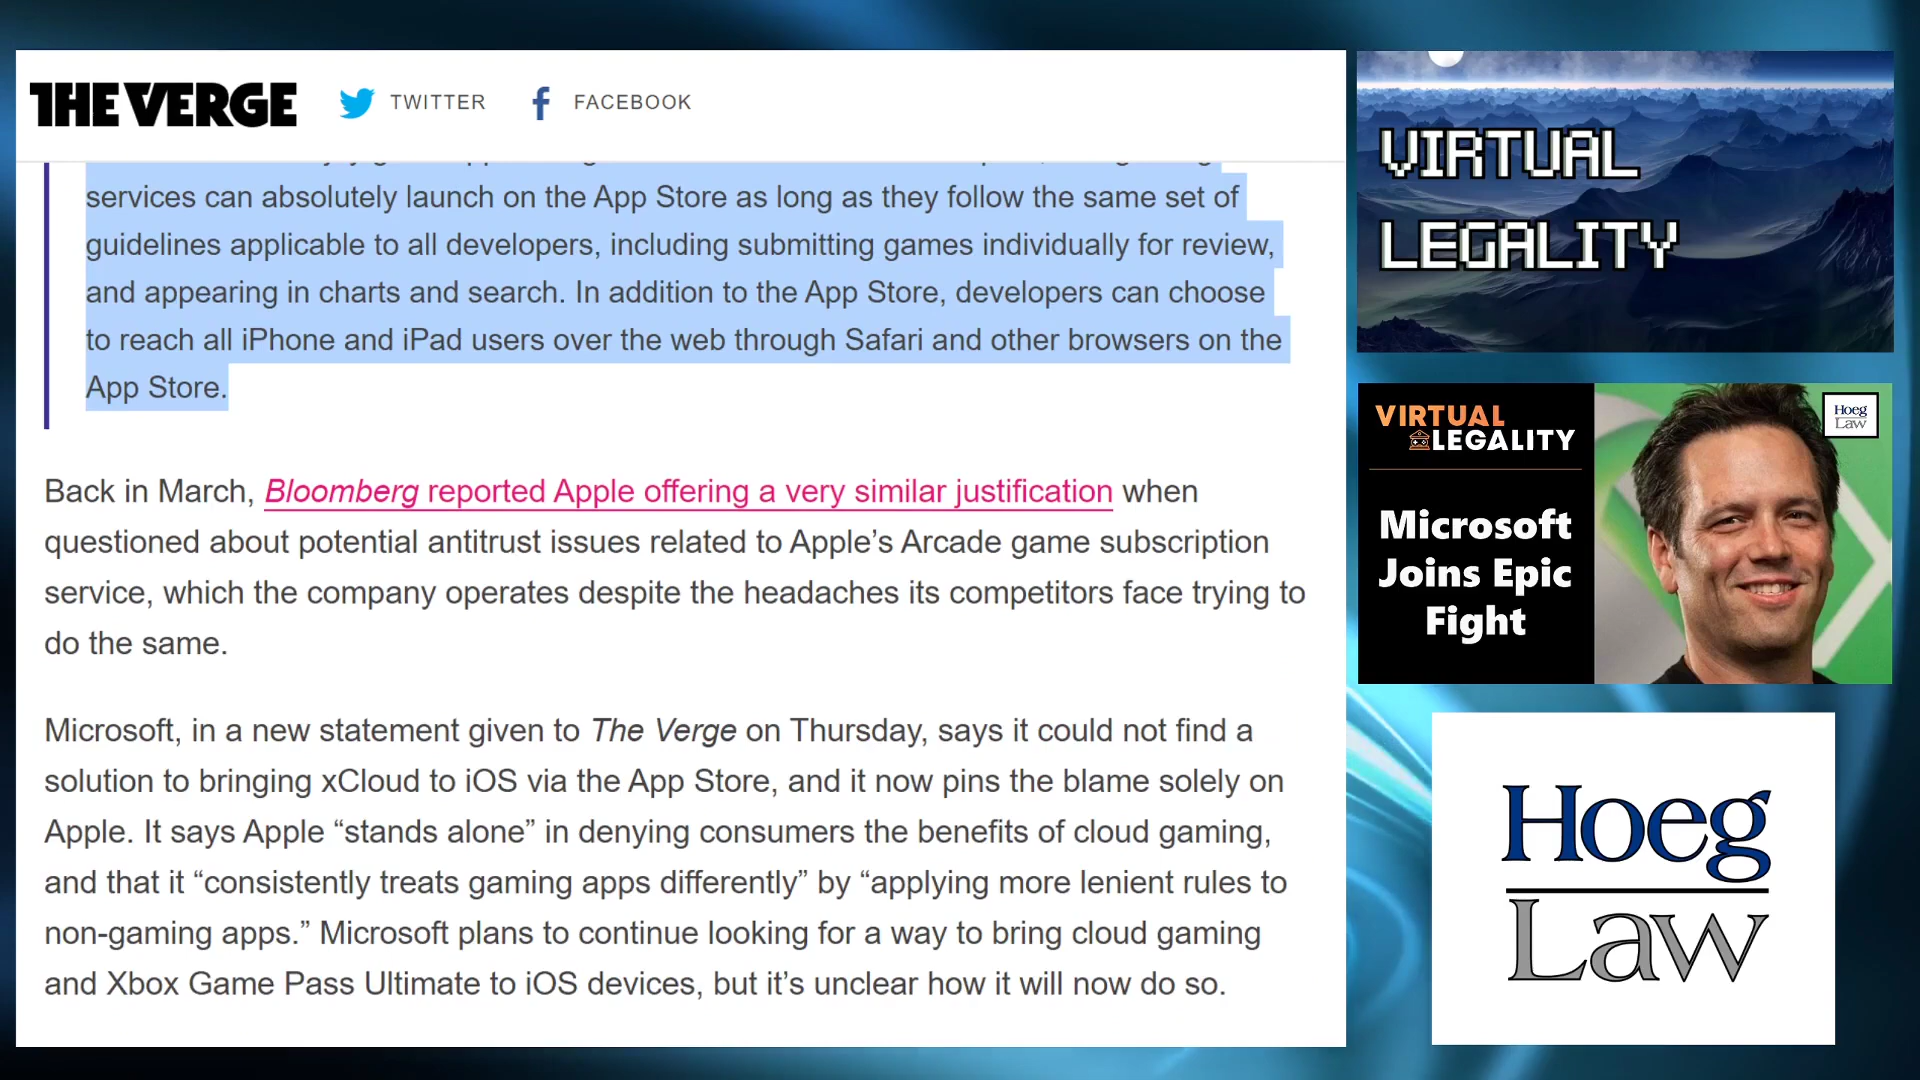 THE VERGE TWITTER FACEBOOK
services can absolutely launch on the App Store as long as they follow the same set of
guidelines applicable to all developers, including submitting games individually for review,
and appearing in charts and search. In addition to the App Store, developers can choose
to reach all iPhone and iPad users over the web through Safari and other browsers on the
App Store.
Back in March, Bloomberg reported Apple offering a very similar justification when
questioned about potential antitrust issues related to Apple’s Arcade game subscription
service, which the company operates despite the headaches its competitors face trying to
do the same.
Microsoft, in a new statement given to The Verge on Thursday, says it could not find a
solution to bringing xCloud to iOS via the App Store, and it now pins the blame solely on
Apple. It says Apple “stands alone” in denying consumers the benefits of cloud gaming,
and that it “consistently treats gaming apps differently” by “applying more lenient rules to
non-gaming apps.” Microsoft plans to continue looking for a way to bring cloud gaming
and Xbox Game Pass Ultimate to iOS devices, but it’s unclear how it will now do so.
VIRTUAL
LEGALITY
VIRTUAL
LEGALITY
Microsoft
Joins Epic
Fight
Hoeg
Law
Hoeg
Law